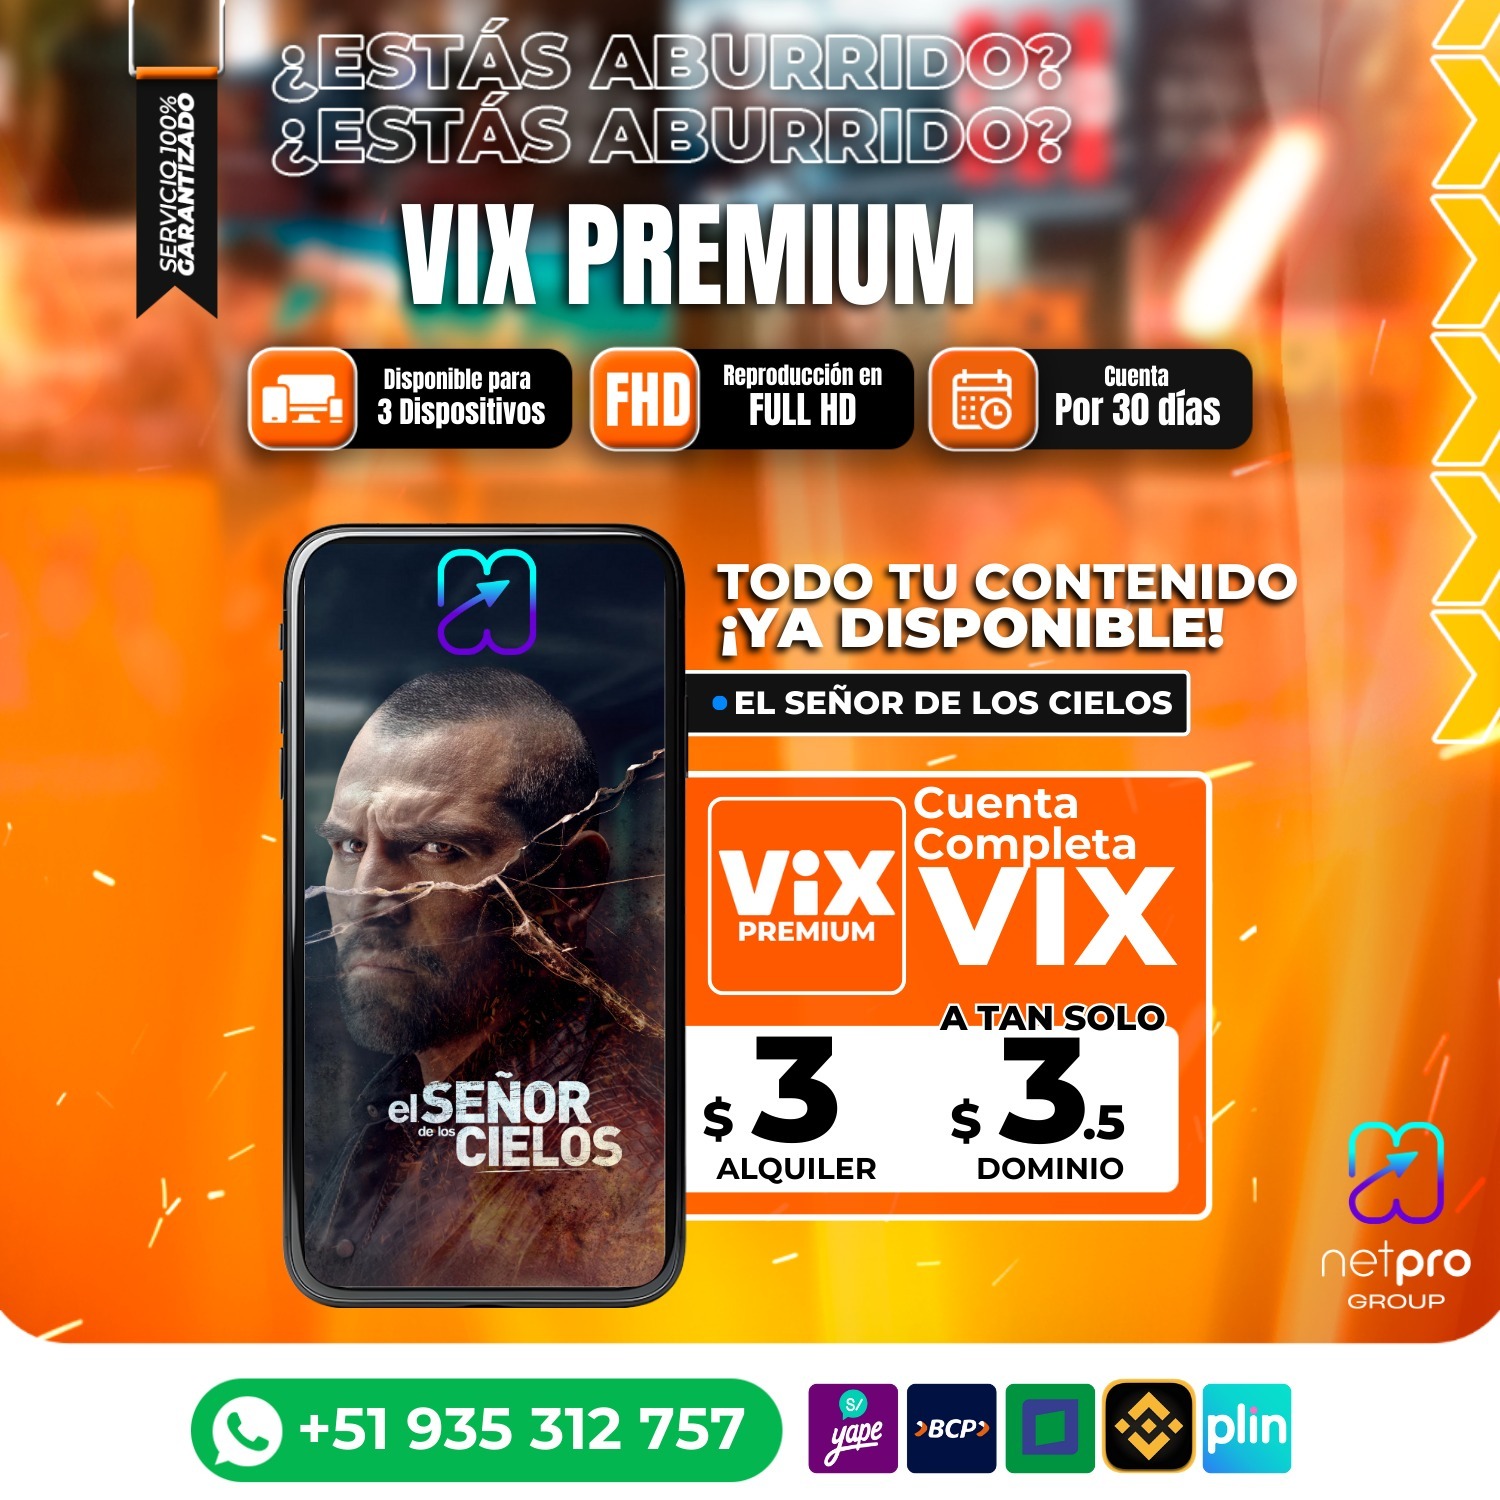 ¿ESTÁS ABURRIDO?
¿ESTÁS ABURRIDO?
SERVICIO 100%
GARANTIZADO
VIX PREMIUM
Disponible para
3 Dispositivos
FHD
Reproducción en
FULL HD
Cuenta
Por 30 días
TODO TU CONTENIDO
¡YA DISPONIBLE!
EL SEÑOR DE LOS CIELOS
ViX
PREMIUM
Cuenta
Completa
VIX
A TAN SOLO
$ 3
ALQUILER
$ 3.5
DOMINIO
el SEÑOR
de los CIELOS
netpro
GROUP
+51 935 312 757
S/
yape
BCP
plin